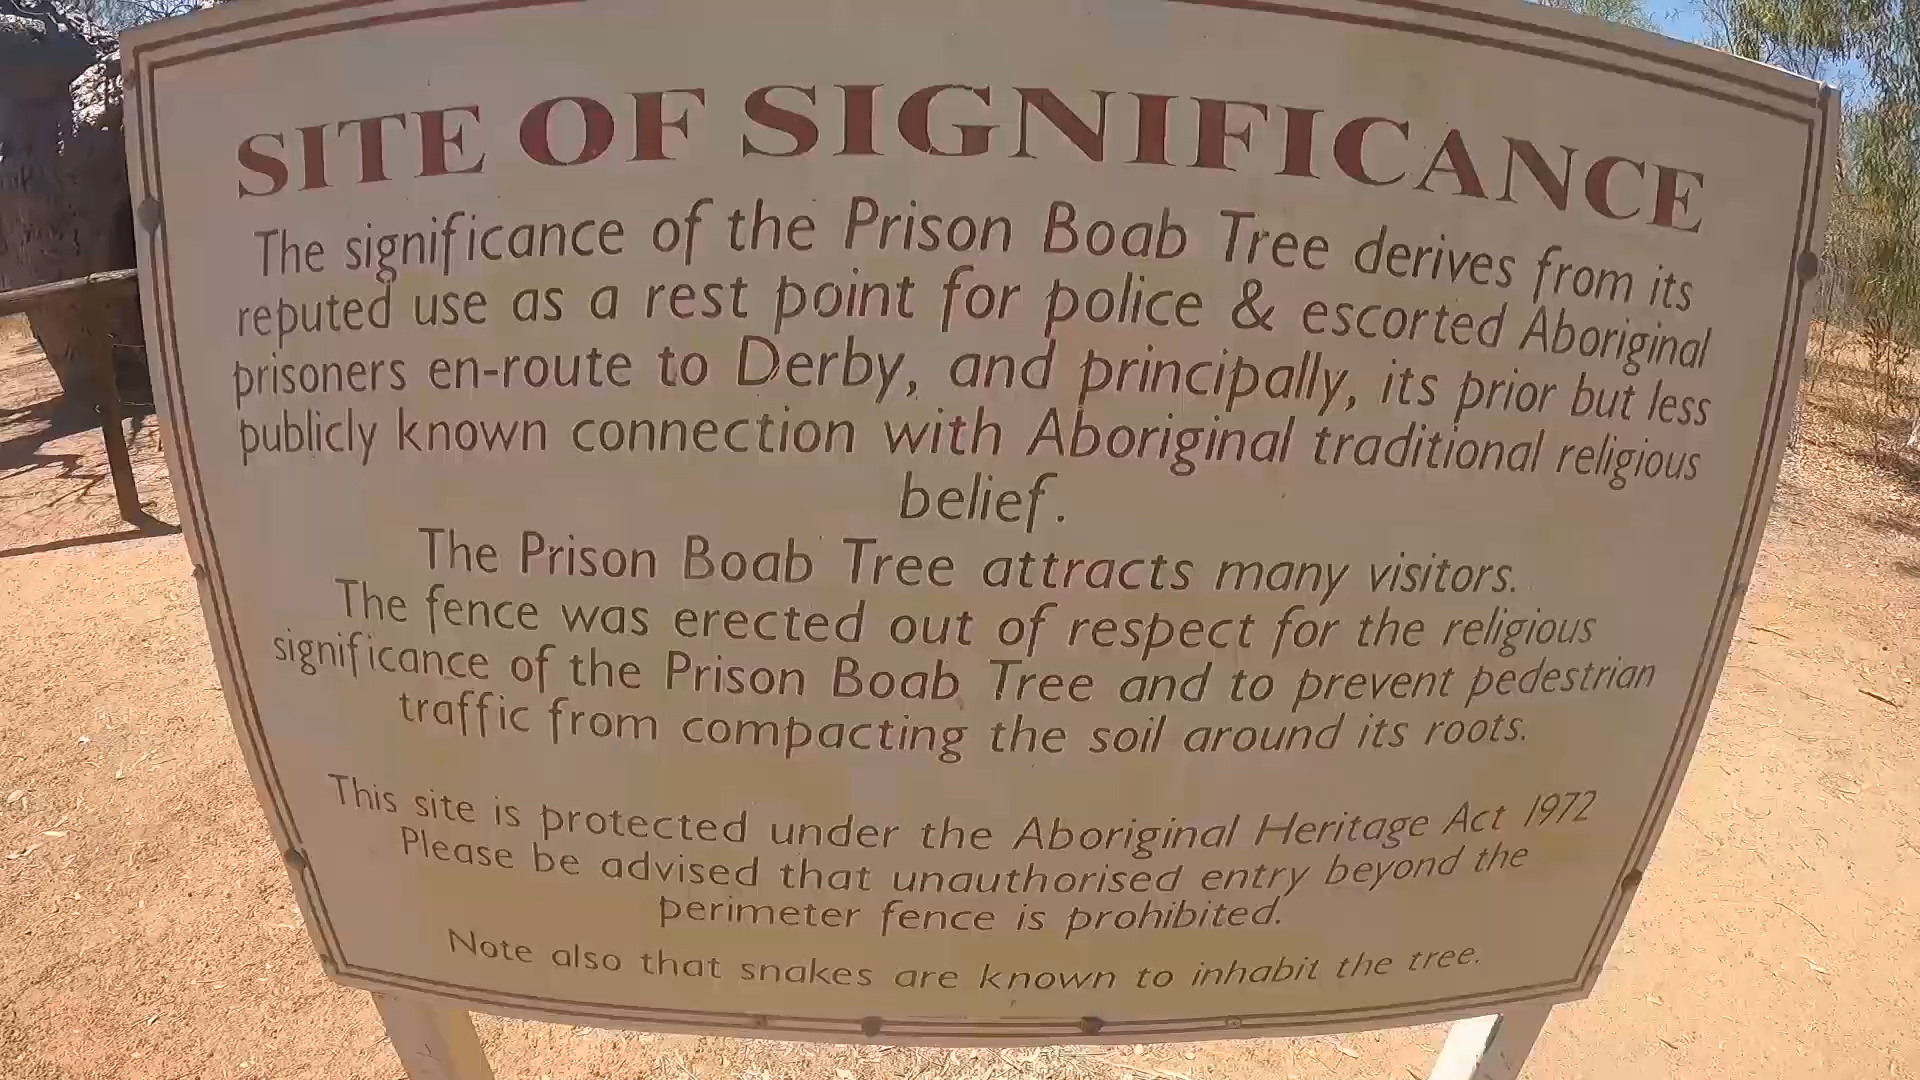 SITE OF SIGNIFICANCE
The significance of the Prison Boab Tree derives from its
reputed use as a rest point for police & escorted Aboriginal
prisoners en-route to Derby, and principally, its prior but less
publicly known connection with Aboriginal traditional religious
belief.
The Prison Boab Tree attracts many visitors.
The fence was erected out of respect for the religious
significance of the Prison Boab Tree and to prevent pedestrian
traffic from compacting the soil around its roots.
This site is protected under the Aboriginal Heritage Act 1972
Please be advised that unauthorised entry beyond the
perimeter fence is prohibited.
Note also that snakes are known to inhabit the tree.